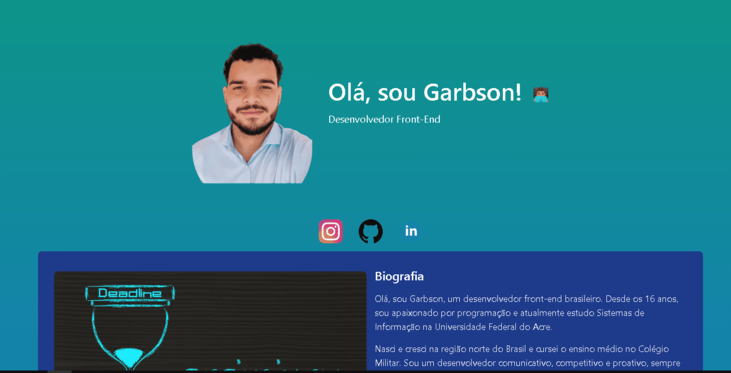 Olá, sou Garbson!
Desenvolvedor Front-End
in
Deadline
Biografia
Olá, sou Garbson, um desenvolvedor front-end brasileiro. Desde os 16 anos,
sou apaixonado por programação e atualmente estudo Sistemas de
Informação na Universidade Federal do Acre.
Nasci e cresci na região norte do Brasil e cursei o ensino médio no Colégio
Militar. Sou um desenvolvedor comunicativo, competitivo e proativo, sempre